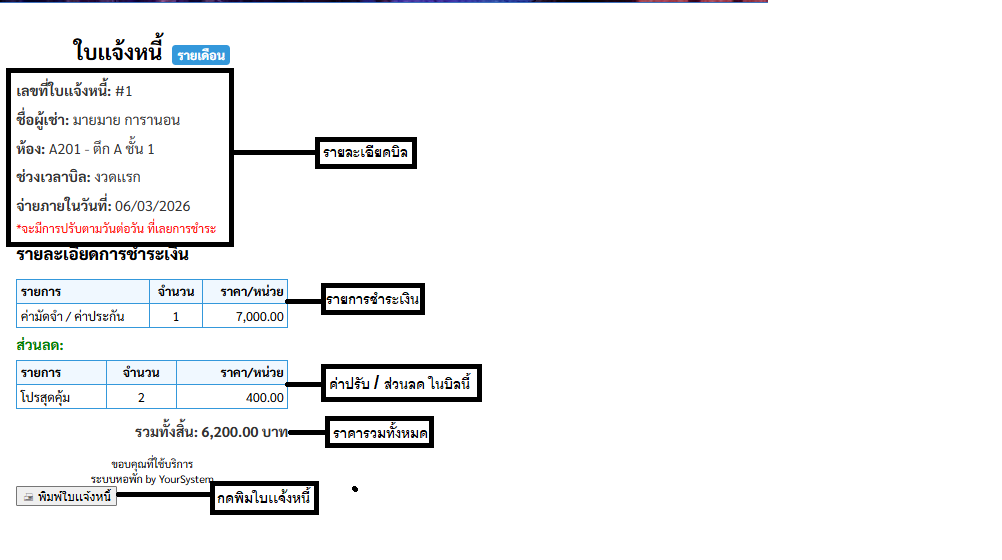 ใบแจ้งหนี้ รายเดือน
เลขที่ใบแจ้งหนี้: #1
ชื่อผู้เช่า: มายมาย การานอน
ห้อง: A201 - ตึก A ชั้น 1
รายละเอียดบิล
ช่วงเวลาบิล: งวดแรก
จ่ายภายในวันที่: 06/03/2026
*จะมีการปรับตามวันต่อวัน ที่เลยการชำระ
รายละเอียดการชำระเงิน
รายการ จำนวน ราคา/หน่วย
รายการชำระเงิน
ค่ามัดจำ / ค่าประกัน 1 7,000.00
ส่วนลด:
รายการ จำนวน ราคา/หน่วย
ค่าปรับ / ส่วนลด ในบิลนี้
โปรสุดคุ้ม 2 400.00
รวมทั้งสิ้น: 6,200.00 บาท
ราคารวมทั้งหมด
ขอบคุณที่ใช้บริการ
ระบบหอพัก by YourSystem
พิมพ์ใบแจ้งหนี้
กดพิมใบแจ้งหนี้